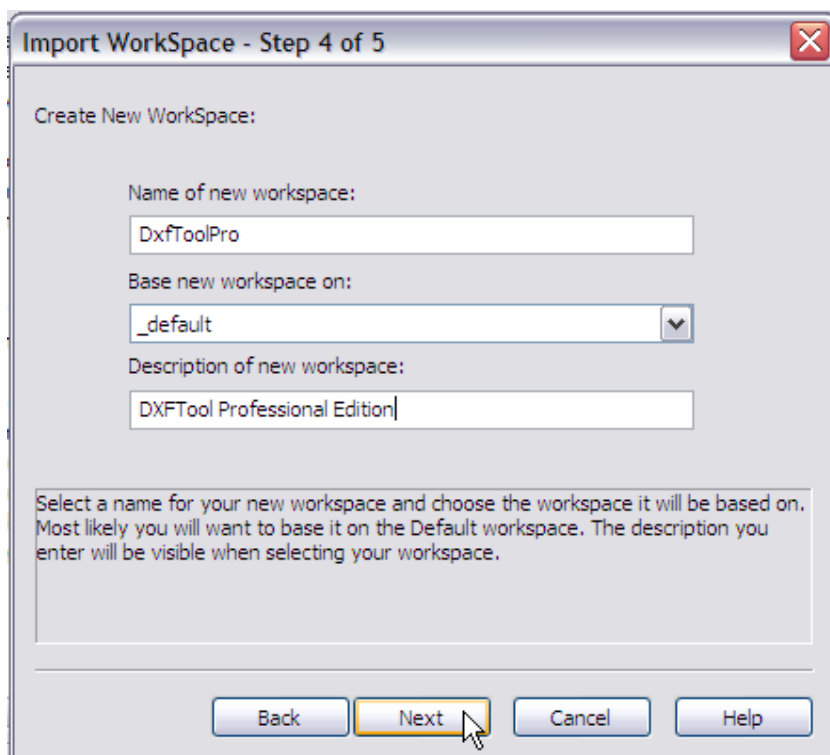 Import WorkSpace - Step 4 of 5
Create New WorkSpace:
Name of new workspace:
DxfToolPro
Base new workspace on:
_default
Description of new workspace:
DXFTool Professional Edition
Select a name for your new workspace and choose the workspace it will be based on.
Most likely you will want to base it on the Default workspace. The description you
enter will be visible when selecting your workspace.
Back Next Cancel Help